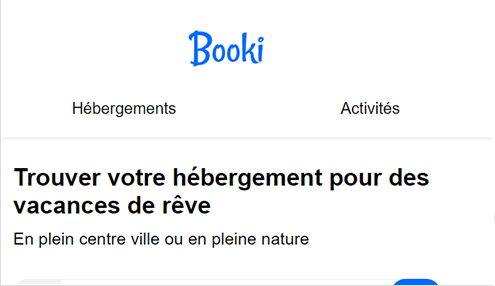 Booki
Hébergements Activités
Trouver votre hébergement pour des
vacances de rêve
En plein centre ville ou en pleine nature